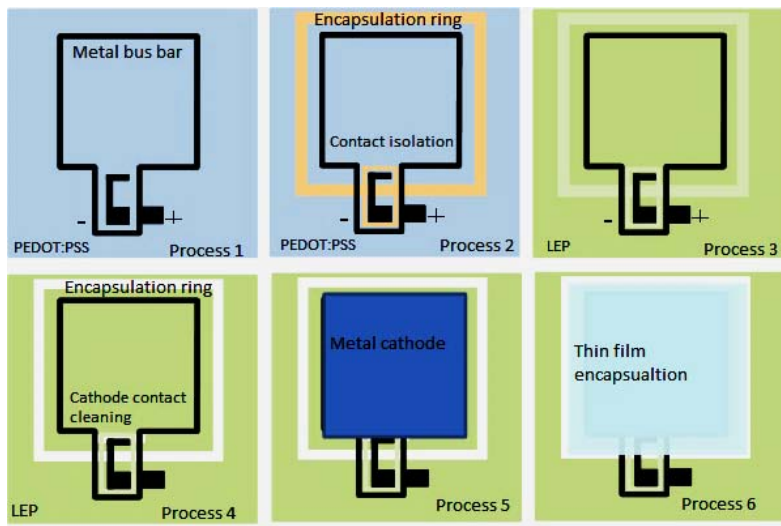 Metal bus bar
- +
PEDOT:PSS Process 1
Encapsulation ring
Contact isolation
- +
PEDOT:PSS Process 2
- +
LEP Process 3
Encapsulation ring
Cathode contact
cleaning
LEP Process 4
Metal cathode
Process 5
Thin film
encapsualtion
Process 6